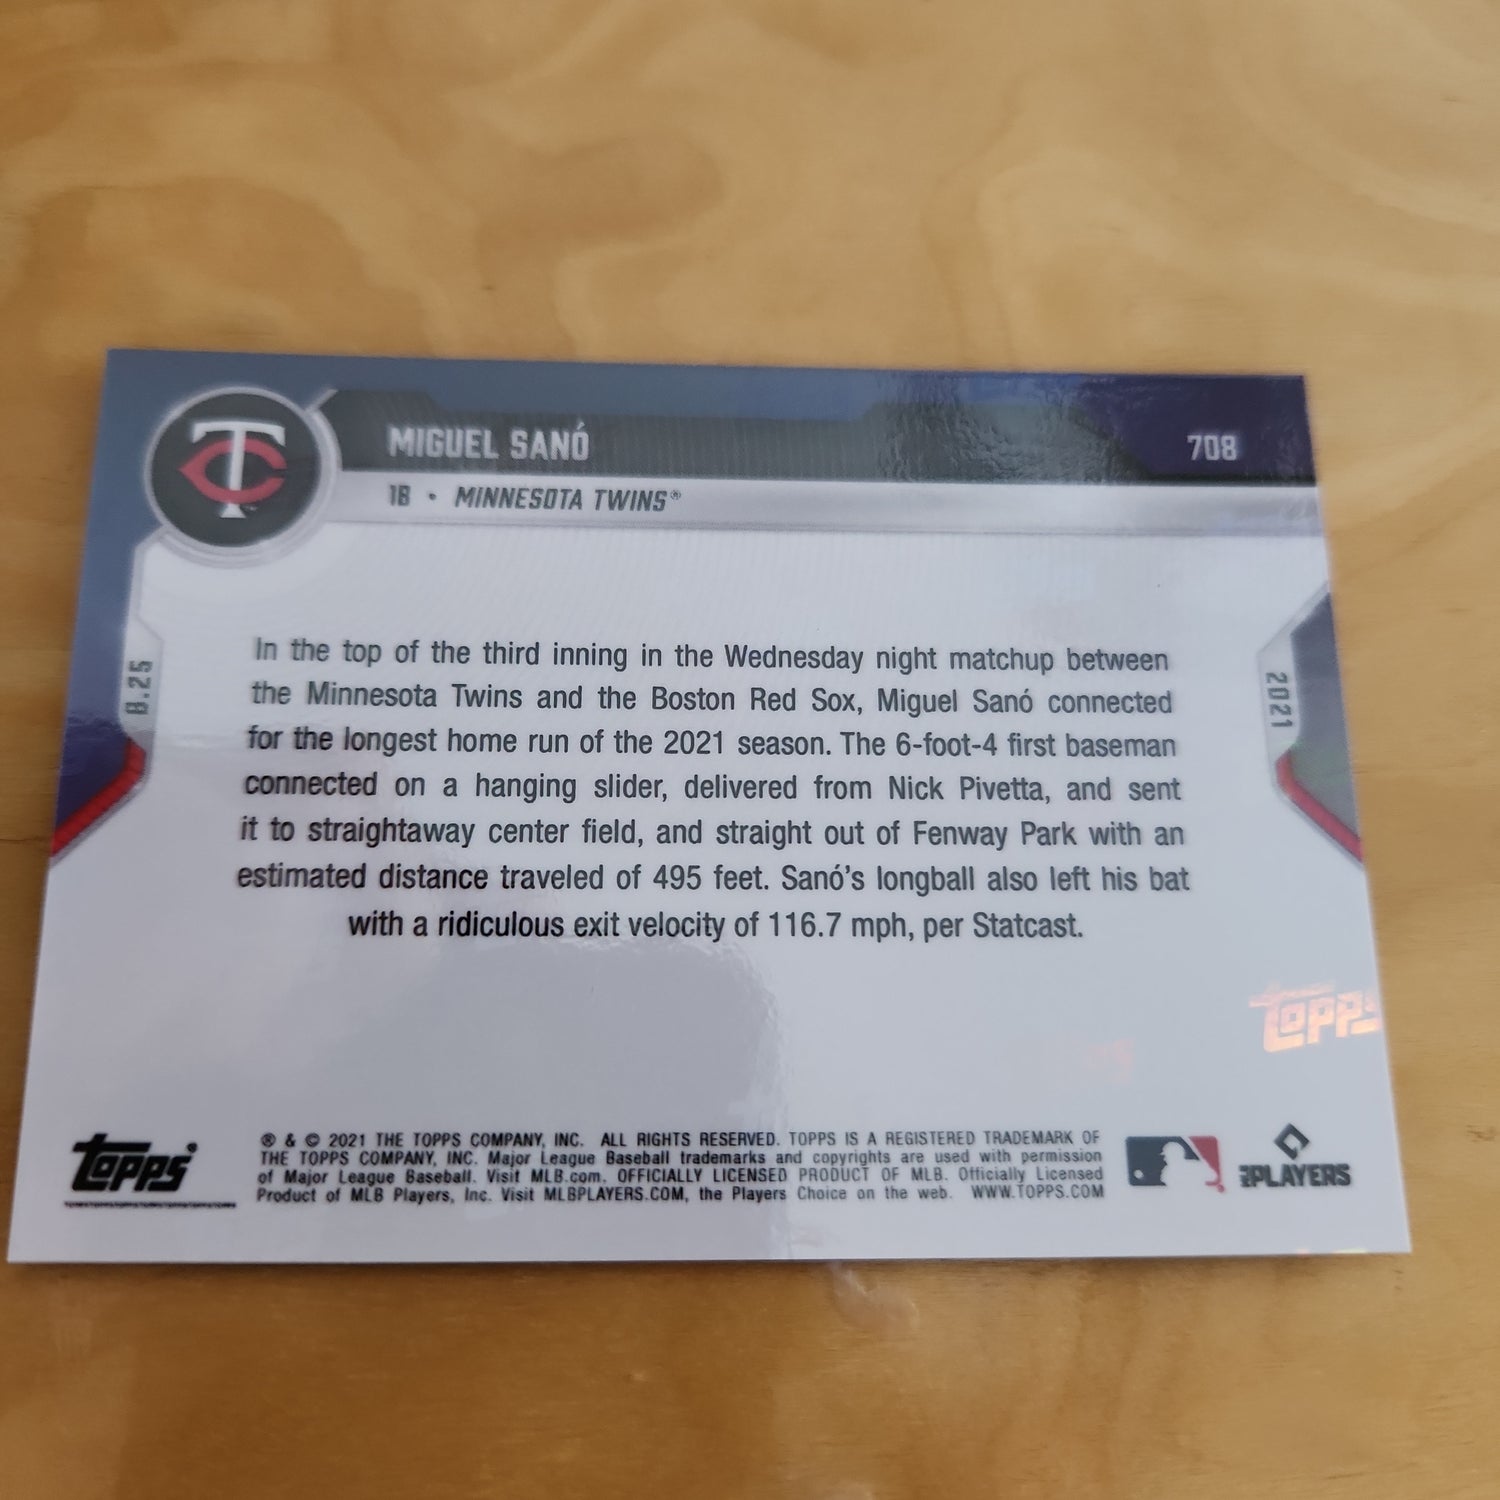 TC
MIGUEL SANÓ
708
1B • MINNESOTA TWINS®
8.25
2021
In the top of the third inning in the Wednesday night matchup between
the Minnesota Twins and the Boston Red Sox, Miguel Sanó connected
for the longest home run of the 2021 season. The 6-foot-4 first baseman
connected on a hanging slider, delivered from Nick Pivetta, and sent
it to straightaway center field, and straight out of Fenway Park with an
estimated distance traveled of 495 feet. Sanó's longball also left his bat
with a ridiculous exit velocity of 116.7 mph, per Statcast.
Topps
Topps
® & © 2021 THE TOPPS COMPANY, INC. ALL RIGHTS RESERVED. TOPPS IS A REGISTERED TRADEMARK OF
THE TOPPS COMPANY, INC. Major League Baseball trademarks and copyrights are used with permission
of Major League Baseball. Visit MLB.com. OFFICIALLY LICENSED PRODUCT OF MLB. Officially Licensed
Product of MLB Players, Inc. Visit MLBPLAYERS.COM, the Players Choice on the web. WWW.TOPPS.COM
PLAYERS